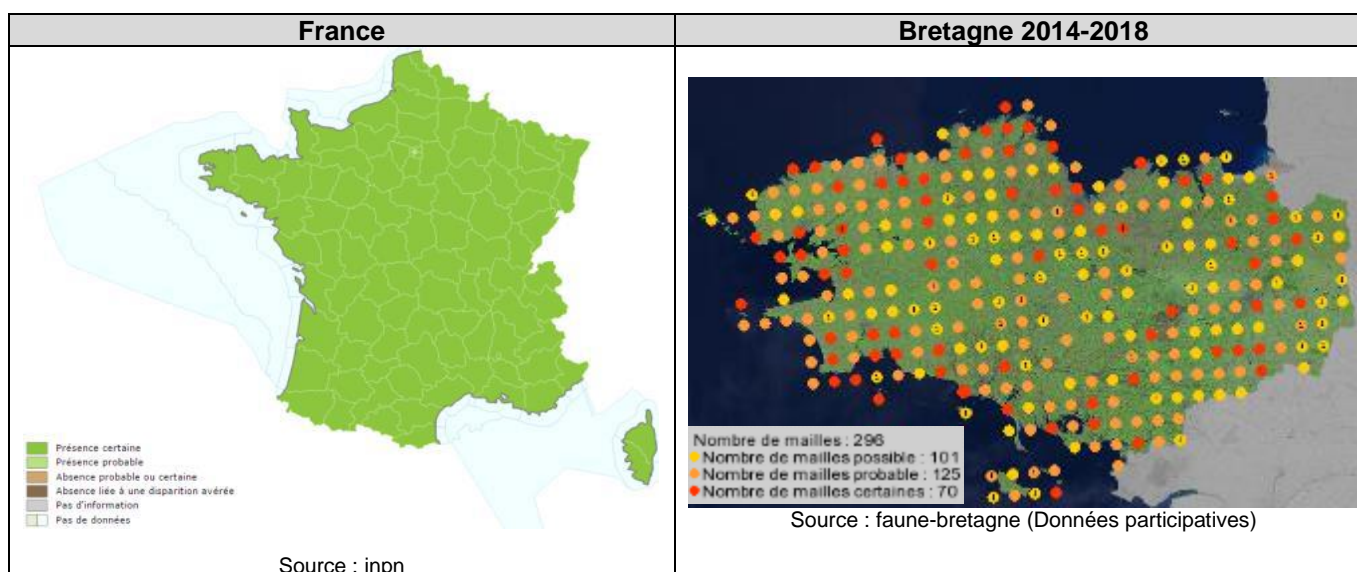 France
Bretagne 2014-2018
Présence certaine
Présence probable
Absence probable ou certaine
Absence liée à une disparition avérée
Pas d'information
Pas de données
Source : inpn
Nombre de mailles : 296
Nombre de mailles possible : 101
Nombre de mailles probable : 125
Nombre de mailles certaines : 70
Source : faune-bretagne (Données participatives)